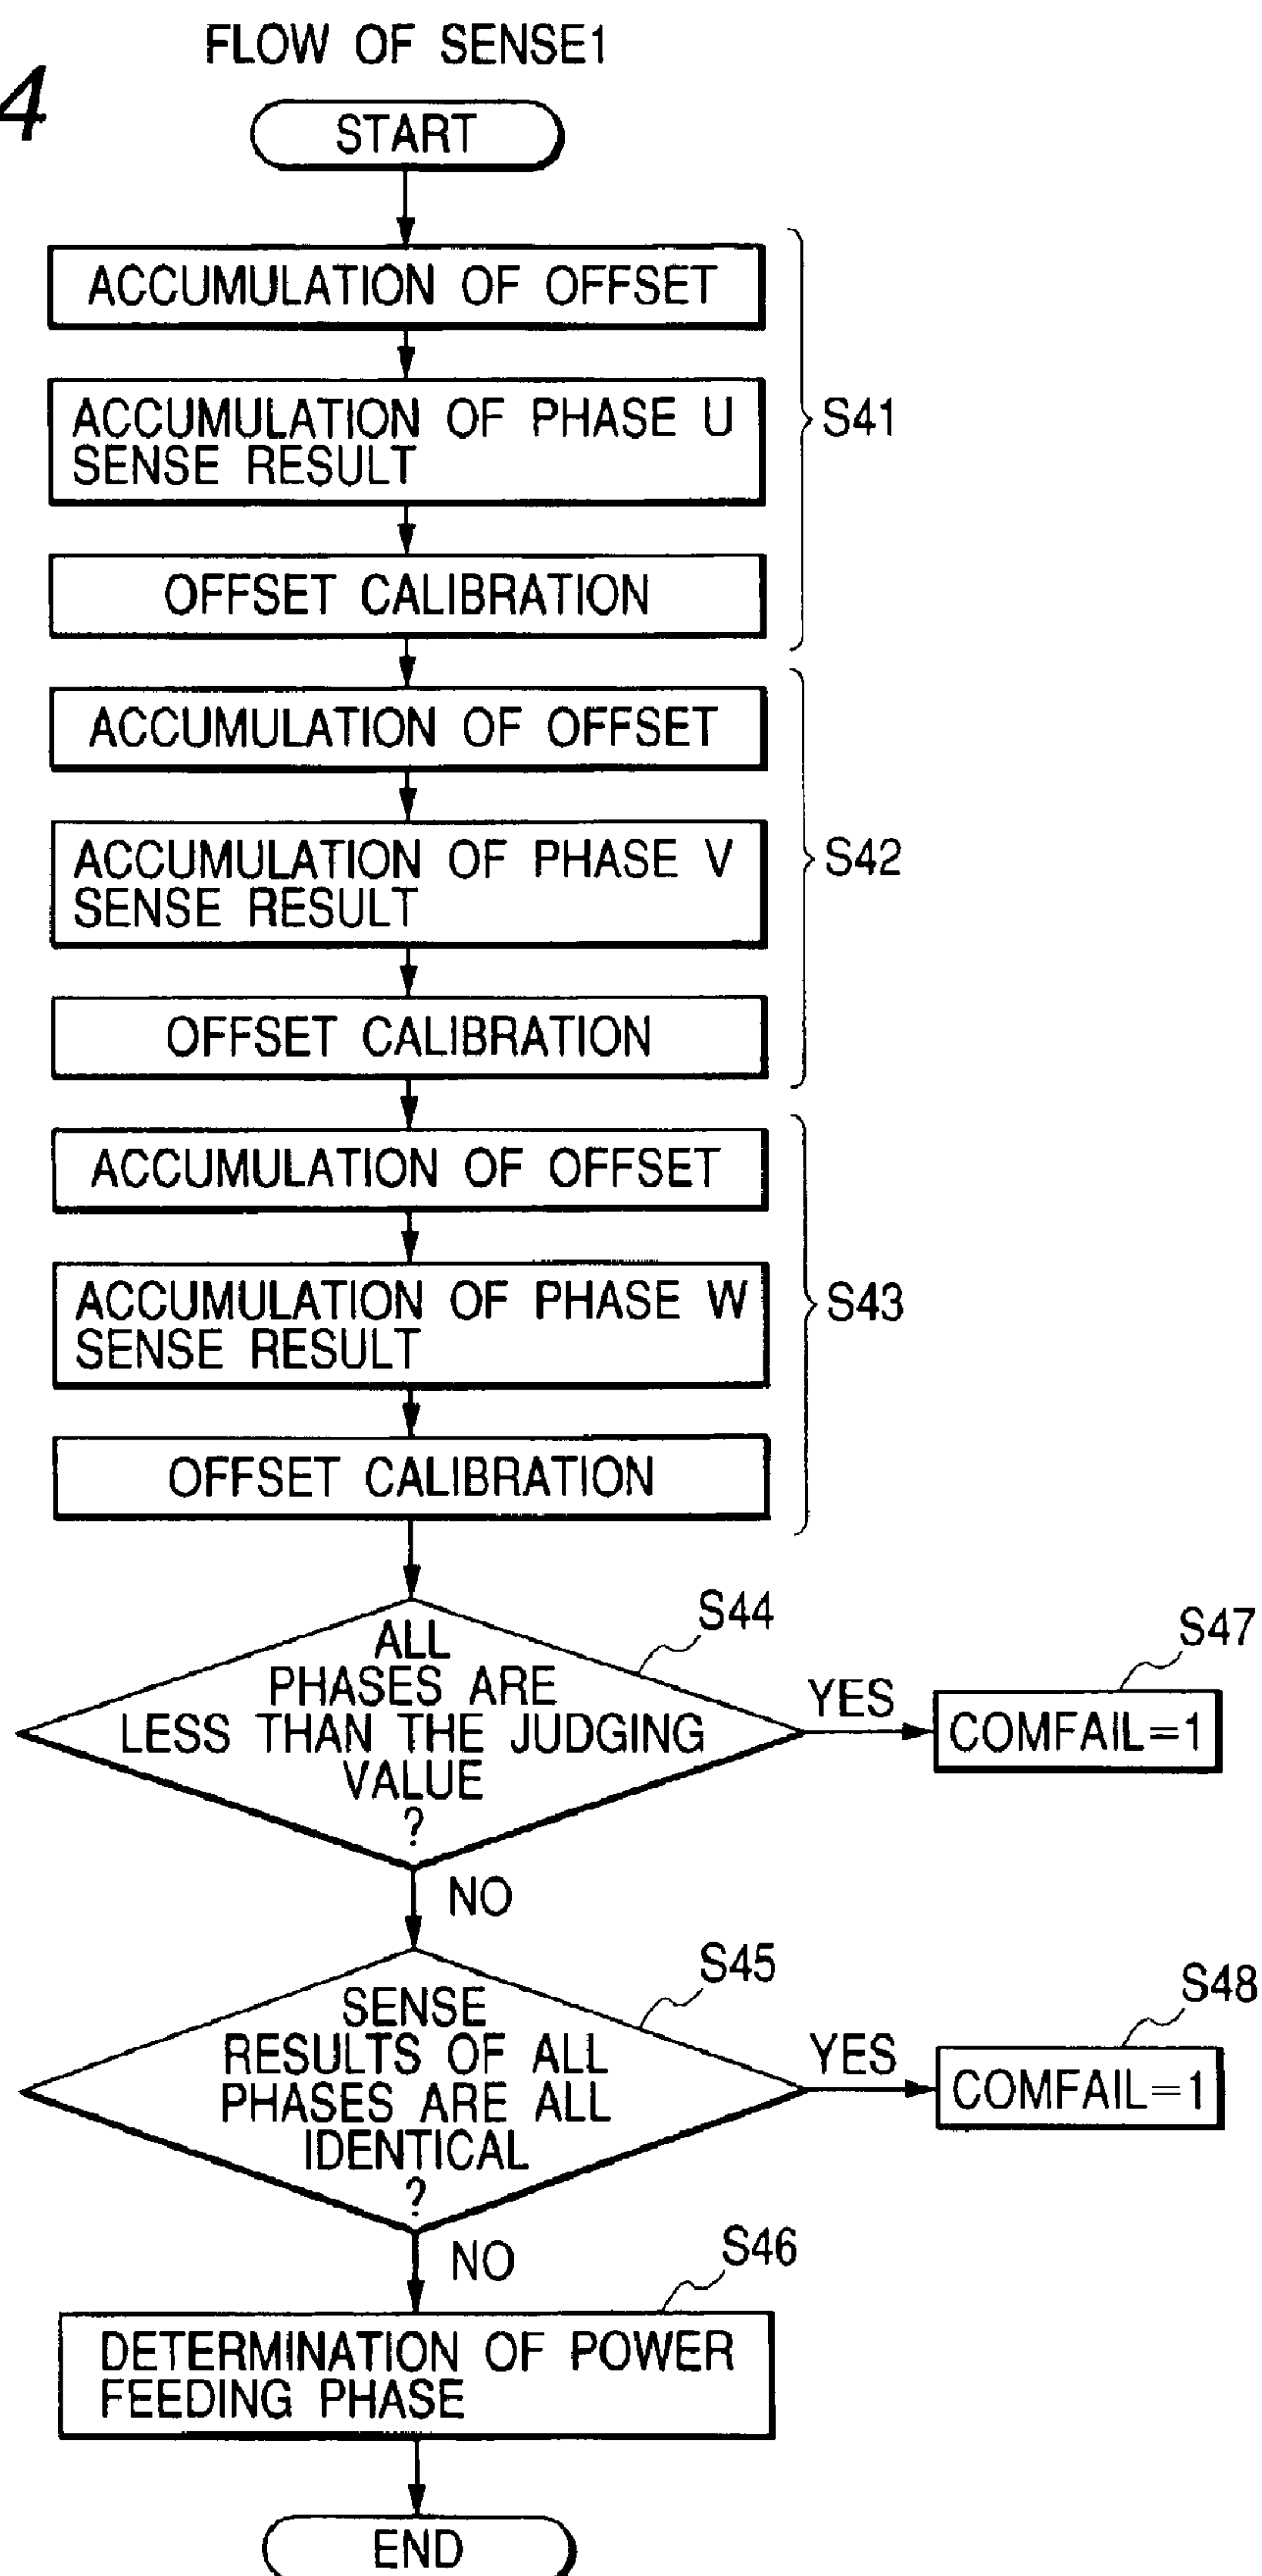 4
FLOW OF SENSE1
START
ACCUMULATION OF OFFSET
ACCUMULATION OF PHASE U
SENSE RESULT
S41
OFFSET CALIBRATION
ACCUMULATION OF OFFSET
ACCUMULATION OF PHASE V
SENSE RESULT
S42
OFFSET CALIBRATION
ACCUMULATION OF OFFSET
ACCUMULATION OF PHASE W
SENSE RESULT
S43
OFFSET CALIBRATION
S44
ALL
PHASES ARE
LESS THAN THE JUDGING
VALUE
?
YES
S47
COMFAIL=1
NO
S45
SENSE
RESULTS OF ALL
PHASES ARE ALL
IDENTICAL
?
YES
S48
COMFAIL=1
NO
S46
DETERMINATION OF POWER
FEEDING PHASE
END